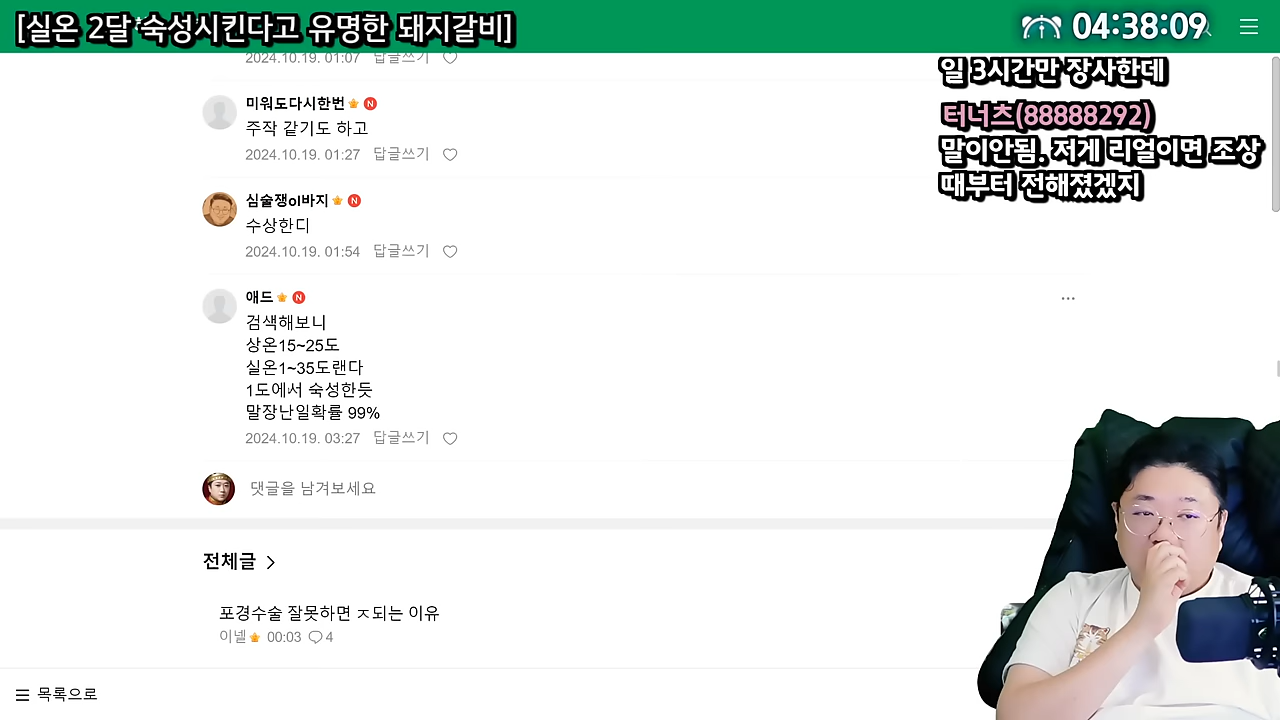 [실온 2달 숙성시킨다고 유명한 돼지갈비]
04:38:09
일 3시간만 장사한데
터너츠(88888292)
말이안됨. 저게 리얼이면 조상
때부터 전해졌겠지
2024.10.19. 01:07 답글쓰기
미워도다시한번 N
주작 같기도 하고
2024.10.19. 01:27 답글쓰기
심술쟁이바지 N
수상한디
2024.10.19. 01:54 답글쓰기
애드 N
검색해보니
상온15~25도
실온1~35도랜다
1도에서 숙성한듯
말장난일확률 99%
2024.10.19. 03:27 답글쓰기
댓글을 남겨보세요
전체글
포경수술 잘못하면 ㅈ되는 이유
이넬 00:03 4
목록으로